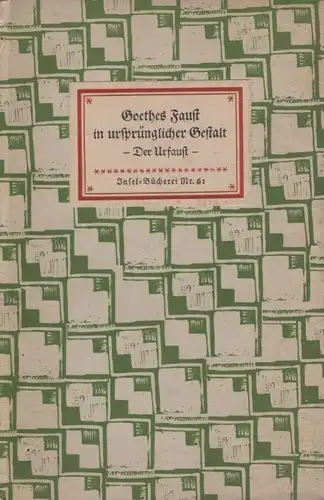 Goethes Faust
in ursprünglicher Gestalt
– Der Urfaust –
Insel-Bücherei Nr. 61